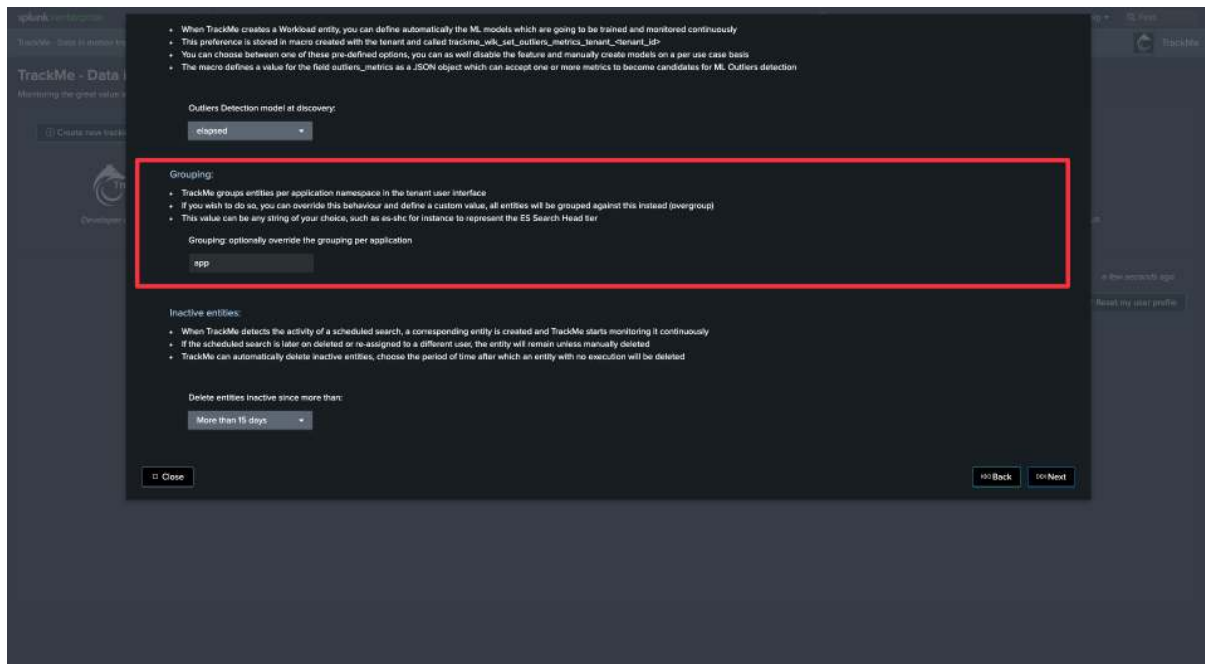 splunk>enterprise
Find
TrackMe
TrackMe - Data i
• When TrackMe creates a Workload entity, you can define automatically the ML models which are going to be trained and monitored continuously
• This preference is stored in macro created with the tenant and called trackme_wlk_set_outliers_metrics_tenant_<tenant_id>
• You can choose between one of these pre-defined options, you can as well disable the feature and manually create models on a per use case basis
• The macro defines a value for the field outliers_metrics as a JSON object which can accept one or more metrics to become candidates for ML Outliers detection
Outliers Detection model at discovery:
elapsed
Grouping:
• TrackMe groups entities per application namespace in the tenant user interface
• If you wish to do so, you can override this behaviour and define a custom value, all entities will be grouped against this instead (overgroup)
• This value can be any string of your choice, such as es-shc for instance to represent the ES Search Head tier
Grouping: optionally override the grouping per application
app
a few seconds ago
Reset my user profile
Inactive entities:
• When TrackMe detects the activity of a scheduled search, a corresponding entity is created and TrackMe starts monitoring it continuously
• If the scheduled search is later on deleted or re-assigned to a different user, the entity will remain unless manually deleted
• TrackMe can automatically delete inactive entities, choose the period of time after which an entity with no execution will be deleted
Delete entities inactive since more than:
More than 15 days
Close
Back
Next